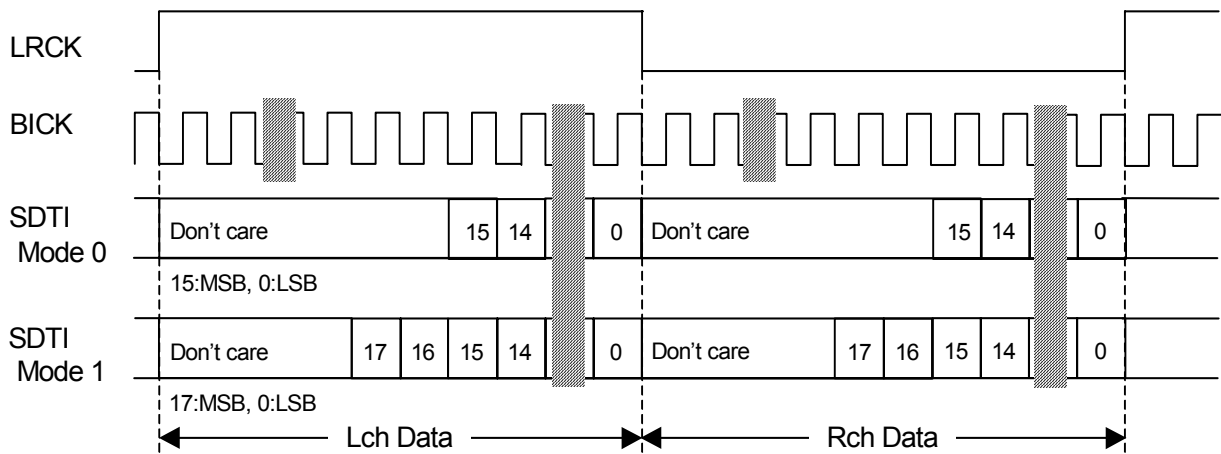 LRCK
BICK
SDTI
Mode 0
Don't care 15 14 0 Don't care 15 14 0
15:MSB, 0:LSB
SDTI
Mode 1
Don't care 17 16 15 14 0 Don't care 17 16 15 14 0
17:MSB, 0:LSB
Lch Data Rch Data